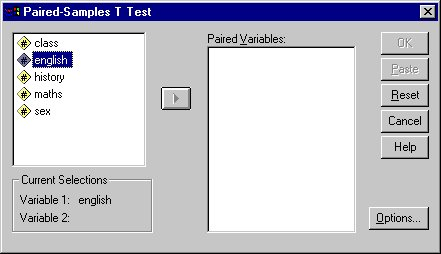 Paired-Samples T Test
class
english
history
maths
sex
Current Selections
Variable 1: english
Variable 2:
Paired Variables:
OK
Paste
Reset
Cancel
Help
Options...